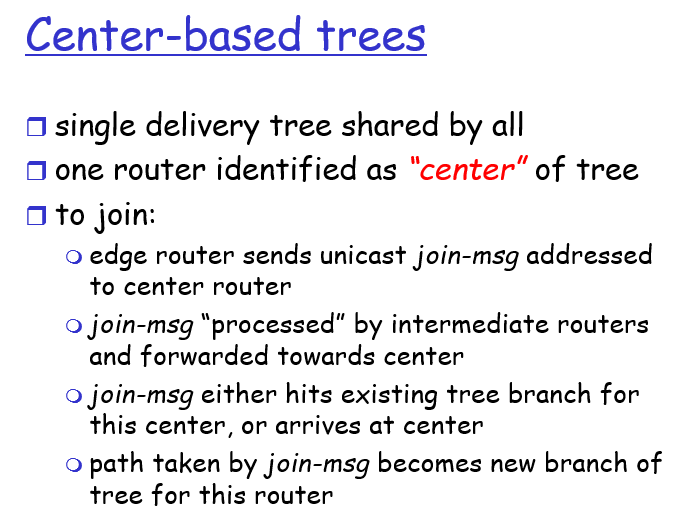 Center-based trees
single delivery tree shared by all
one router identified as “center” of tree
to join:
edge router sends unicast join-msg addressed
to center router
join-msg “processed” by intermediate routers
and forwarded towards center
join-msg either hits existing tree branch for
this center, or arrives at center
path taken by join-msg becomes new branch of
tree for this router